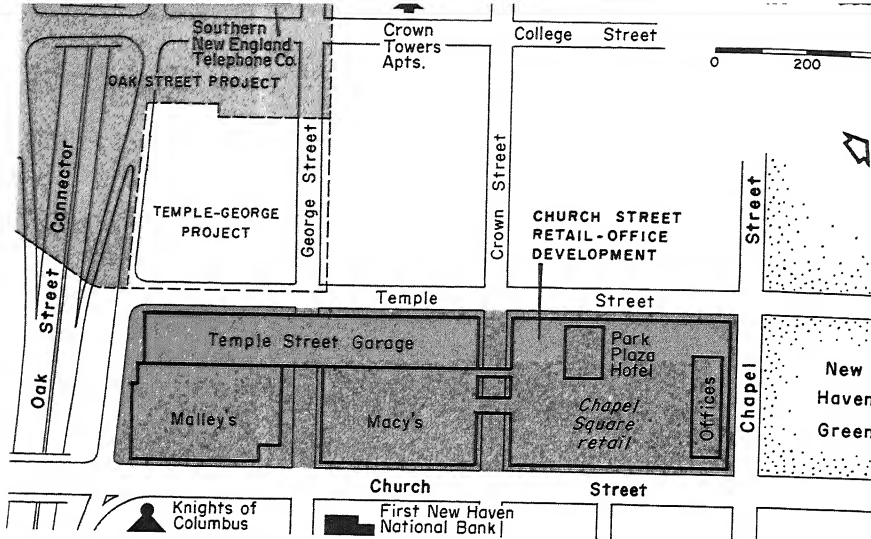 Southern
New England
Telephone Co.
Crown
Towers
Apts.
College Street
0 200
OAK STREET PROJECT
George Street
Crown Street
Street
Oak Street Connector
TEMPLE-GEORGE
PROJECT
CHURCH STREET
RETAIL-OFFICE
DEVELOPMENT
Temple Street
Temple Street Garage
Park
Plaza
Hotel
Malley's
Macy's
Chapel
Square
retail
Offices
Chapel
New
Haven
Green
Church Street
Knights of
Columbus
First New Haven
National Bank